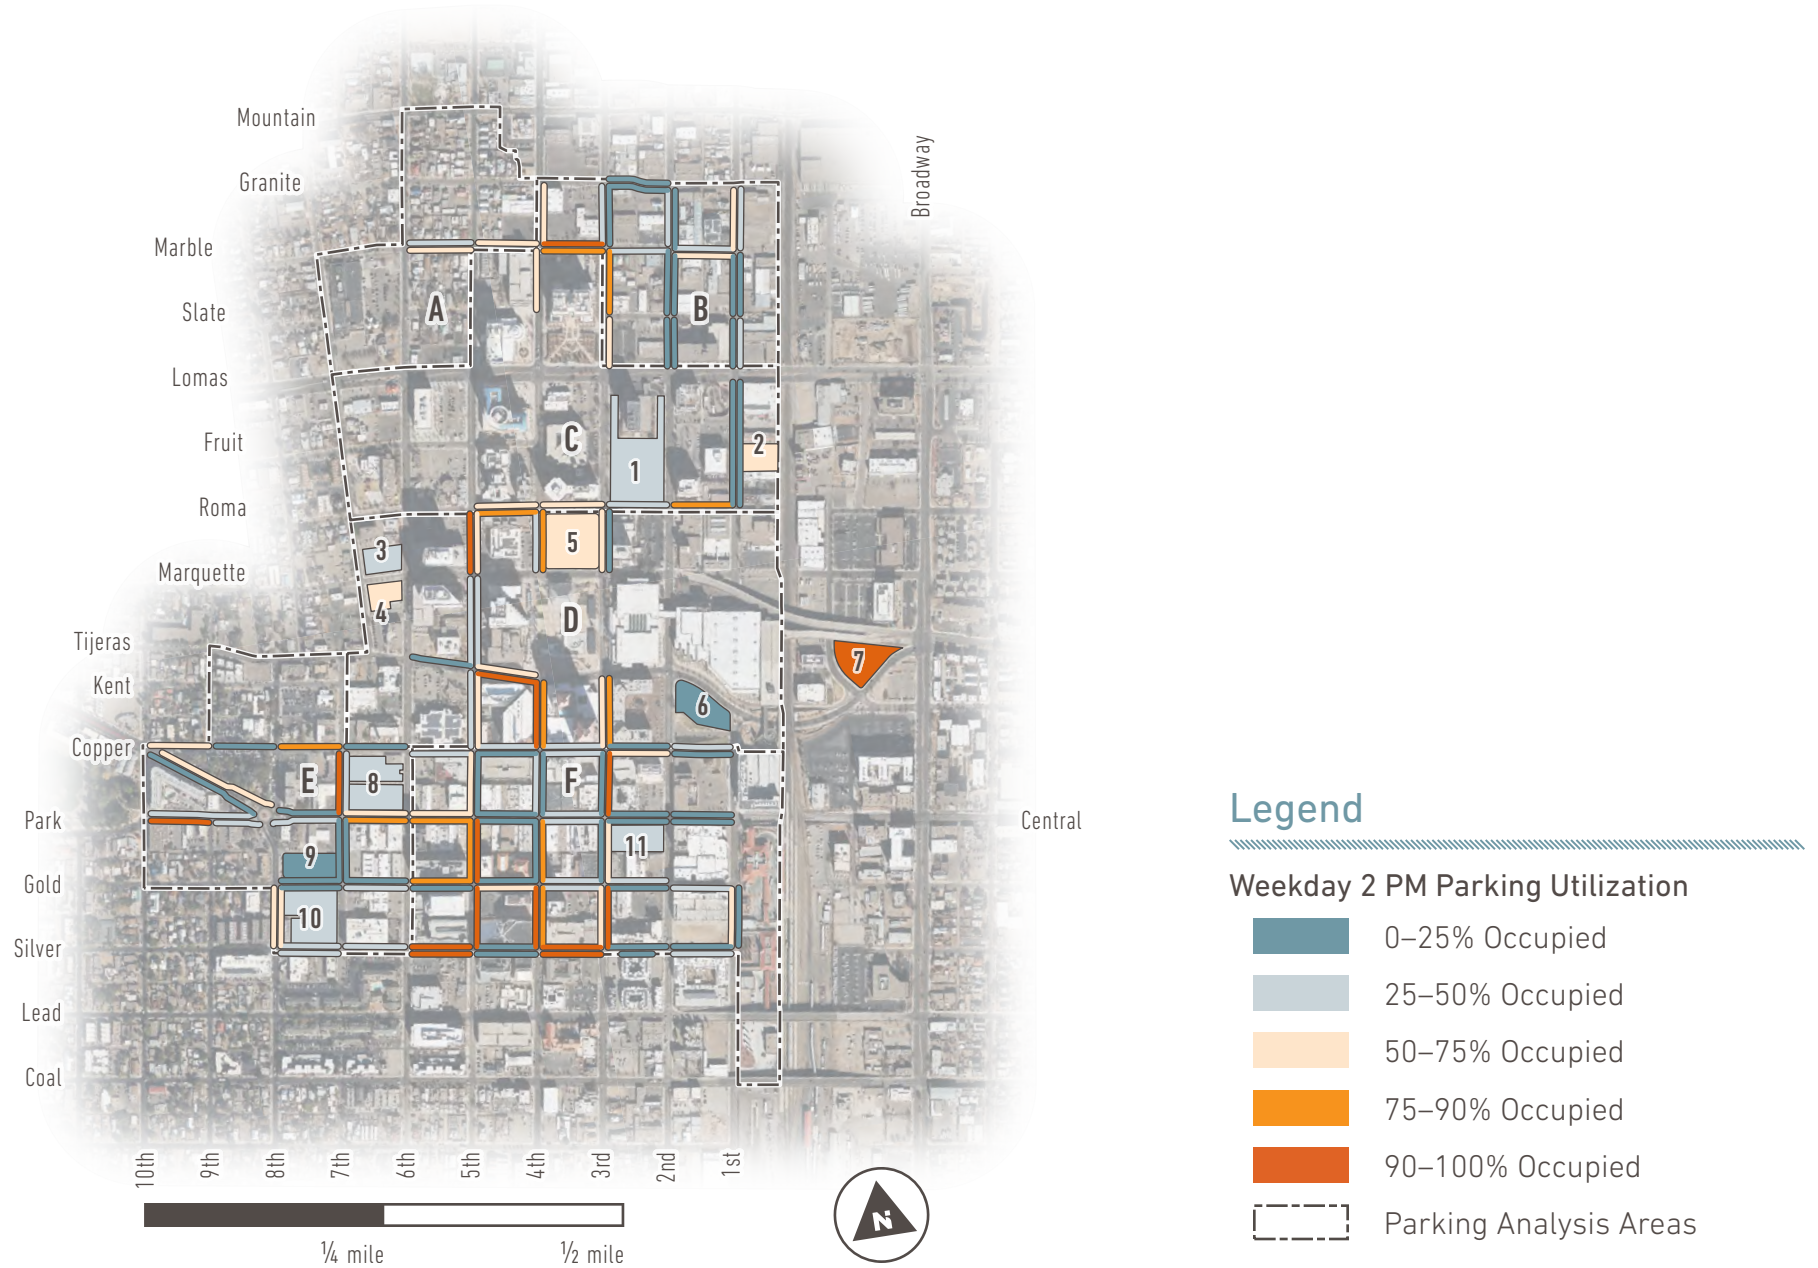 Mountain
Granite
Marble
Slate
Lomas
Fruit
Roma
Marquette
Tijeras
Kent
Copper
Park
Gold
Silver
Lead
Coal
Broadway
Central
A
B
C
D
E
F
1
2
3
4
5
6
7
8
9
10
11
10th
9th
8th
7th
6th
5th
4th
3rd
2nd
1st
¼ mile
½ mile
N
Legend
Weekday 2 PM Parking Utilization
0–25% Occupied
25–50% Occupied
50–75% Occupied
75–90% Occupied
90–100% Occupied
Parking Analysis Areas